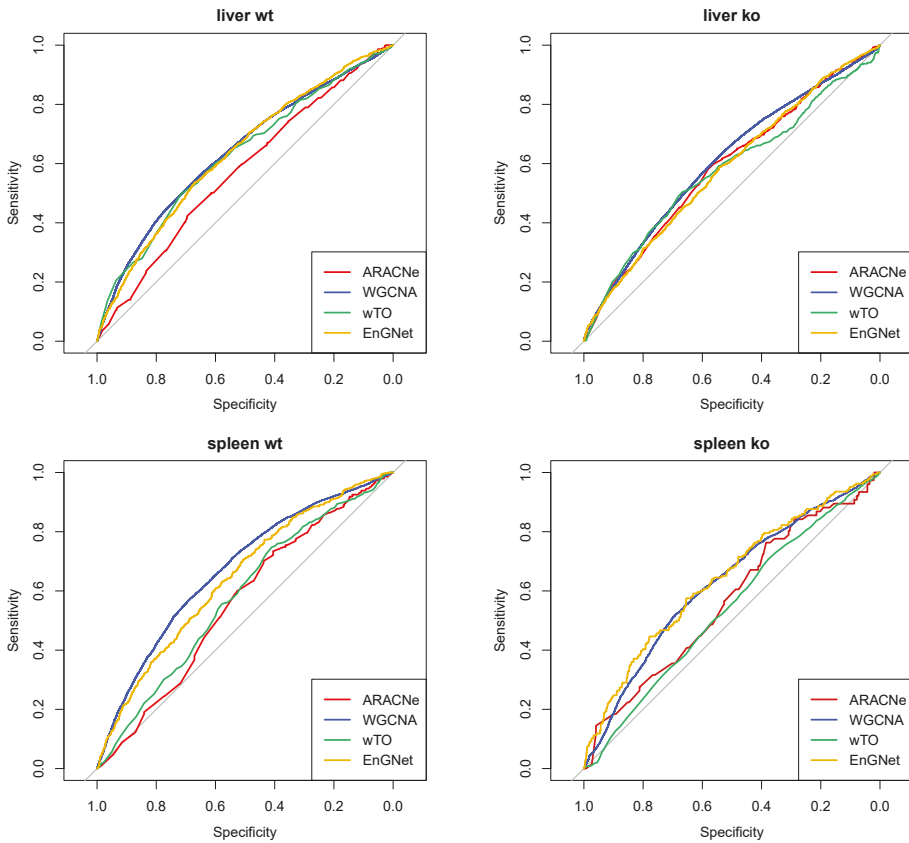 liver wt
Sensitivity
0.0 0.2 0.4 0.6 0.8 1.0
ARACNe
WGCNA
wTO
EnGNet
1.0 0.8 0.6 0.4 0.2 0.0
Specificity
liver ko
Sensitivity
0.0 0.2 0.4 0.6 0.8 1.0
ARACNe
WGCNA
wTO
EnGNet
1.0 0.8 0.6 0.4 0.2 0.0
Specificity
spleen wt
Sensitivity
0.0 0.2 0.4 0.6 0.8 1.0
ARACNe
WGCNA
wTO
EnGNet
1.0 0.8 0.6 0.4 0.2 0.0
Specificity
spleen ko
Sensitivity
0.0 0.2 0.4 0.6 0.8 1.0
ARACNe
WGCNA
wTO
EnGNet
1.0 0.8 0.6 0.4 0.2 0.0
Specificity